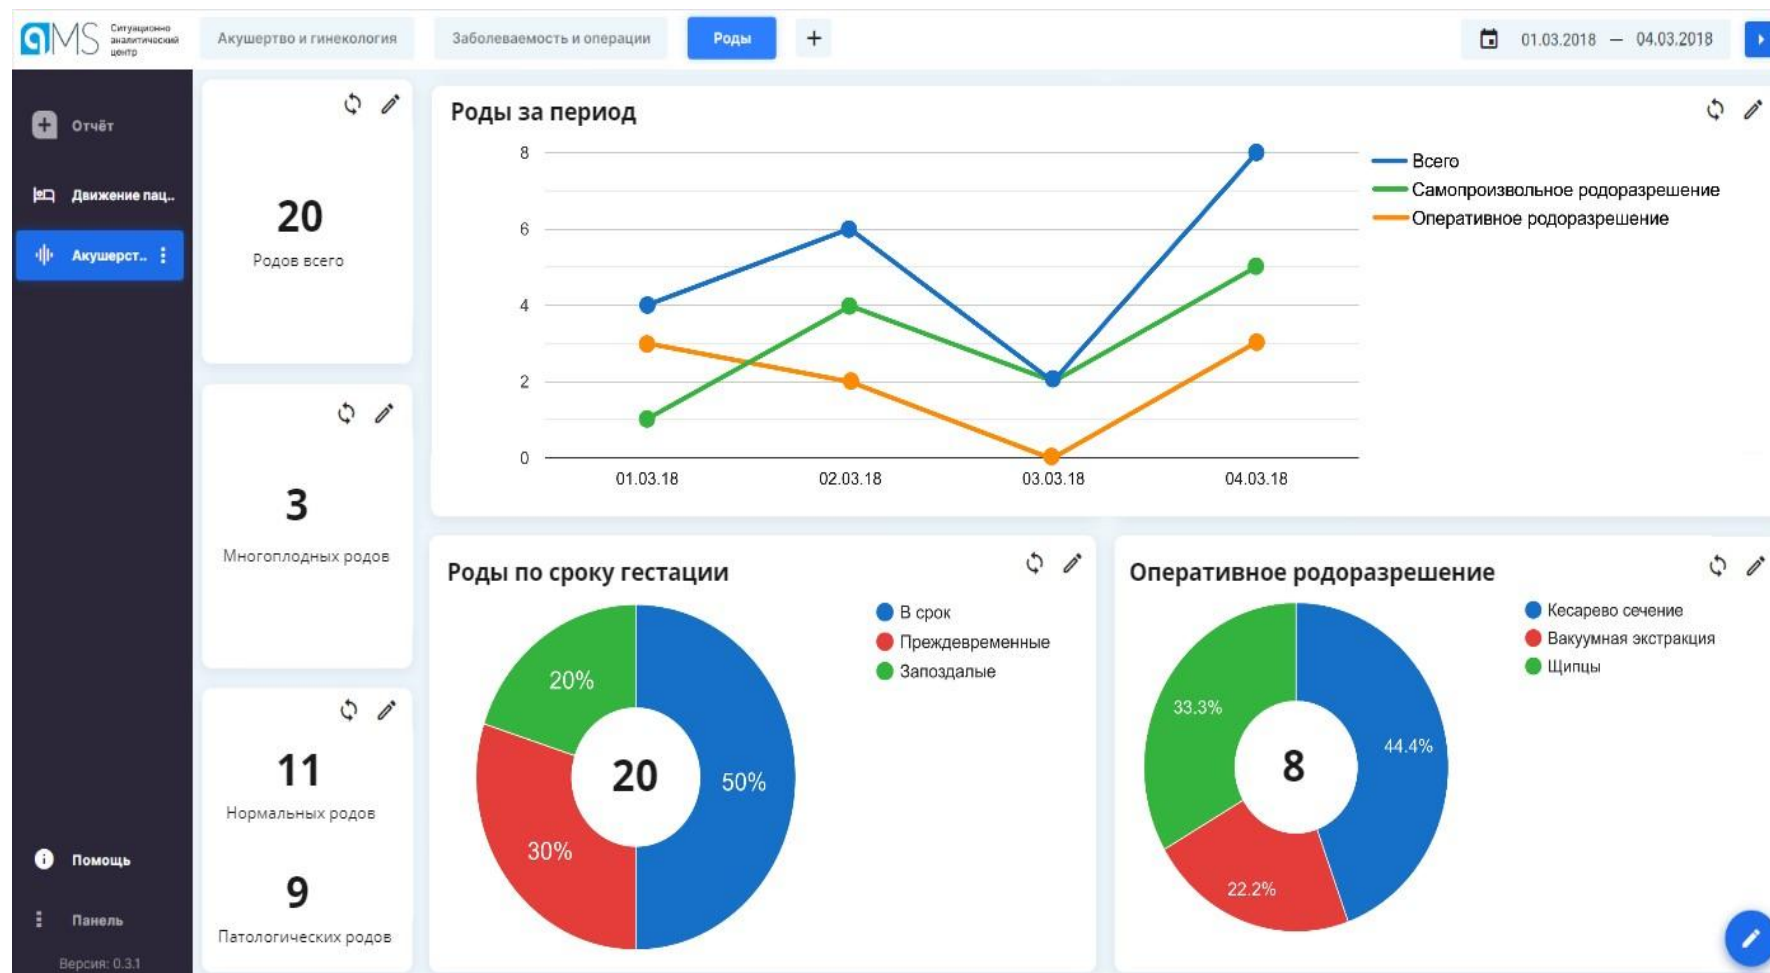 qMS
Ситуационно
аналитический
центр
Акушертво и гинекология
Заболеваемость и операции
Роды
+
01.03.2018 — 04.03.2018
Отчёт
Движение пац..
Акушерст..
Помощь
Панель
Версия: 0.3.1
20
Родов всего
3
Многоплодных родов
11
Нормальных родов
9
Патологических родов
Роды за период
8
6
4
2
0
01.03.18
02.03.18
03.03.18
04.03.18
Всего
Самопроизвольное родоразрешение
Оперативное родоразрешение
Роды по сроку гестации
20%
30%
50%
20
В срок
Преждевременные
Запоздалые
Оперативное родоразрешение
33.3%
44.4%
22.2%
8
Кесарево сечение
Вакуумная экстракция
Щипцы